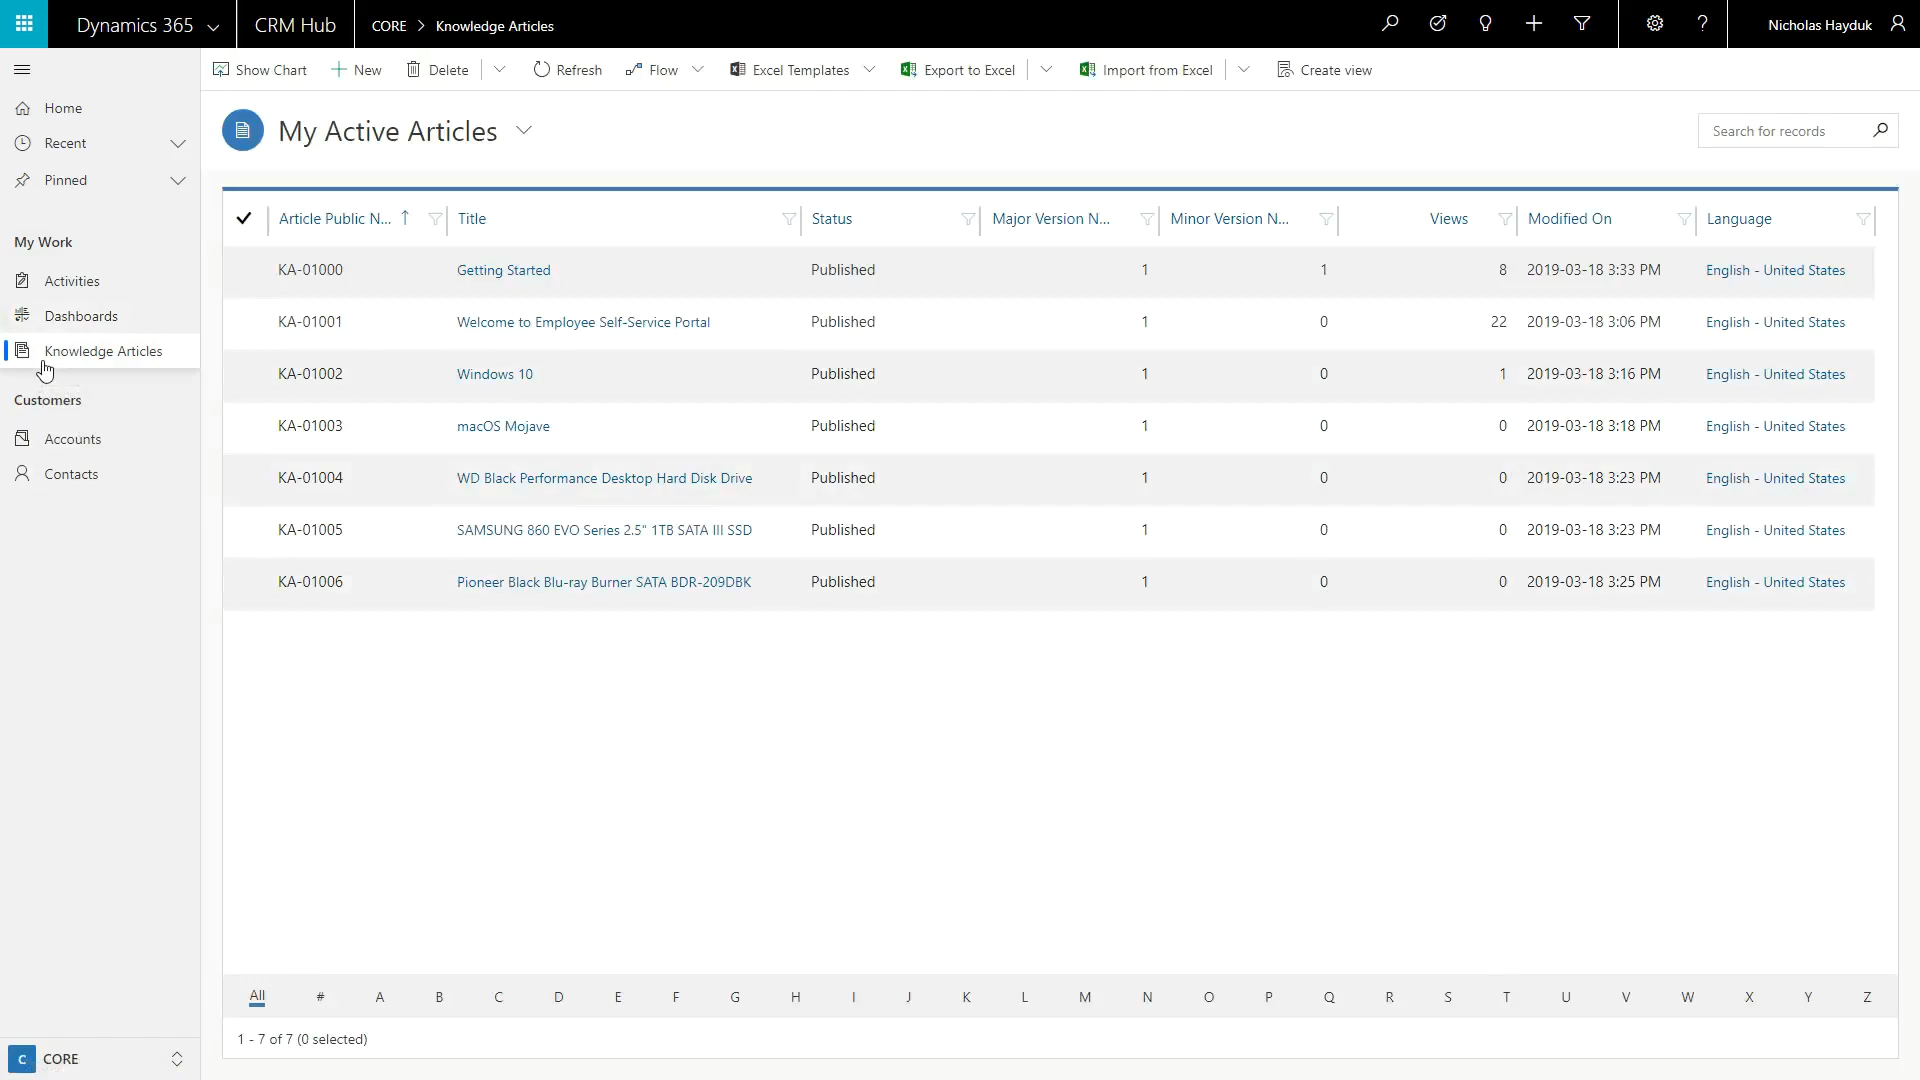 Dynamics 365 CRM Hub CORE > Knowledge Articles ? Nicholas Hayduk
Show Chart New Delete Refresh Flow Excel Templates Export to Excel Import from Excel Create view
Home
Recent
Pinned
My Work
Activities
Dashboards
Knowledge Articles
Customers
Accounts
Contacts
C CORE
My Active Articles Search for records
Article Public N... ↑ Title Status Major Version N... Minor Version N... Views Modified On Language
KA-01000 Getting Started Published 1 1 8 2019-03-18 3:33 PM English - United States
KA-01001 Welcome to Employee Self-Service Portal Published 1 0 22 2019-03-18 3:06 PM English - United States
KA-01002 Windows 10 Published 1 0 1 2019-03-18 3:16 PM English - United States
KA-01003 macOS Mojave Published 1 0 0 2019-03-18 3:18 PM English - United States
KA-01004 WD Black Performance Desktop Hard Disk Drive Published 1 0 0 2019-03-18 3:23 PM English - United States
KA-01005 SAMSUNG 860 EVO Series 2.5" 1TB SATA III SSD Published 1 0 0 2019-03-18 3:23 PM English - United States
KA-01006 Pioneer Black Blu-ray Burner SATA BDR-209DBK Published 1 0 0 2019-03-18 3:25 PM English - United States
All # A B C D E F G H I J K L M N O P Q R S T U V W X Y Z
1 - 7 of 7 (0 selected)